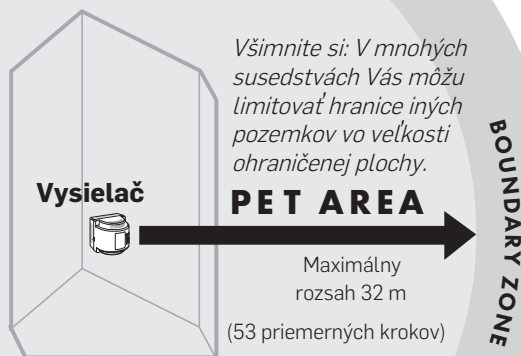 Všimnite si: V mnohých
susedstvách Vás môžu
limitovať hranice iných
pozemkov vo veľkosti
ohraničenej plochy.
Vysielač
PET AREA
Maximálny
rozsah 32 m
(53 priemerných krokov)
BOUNDARY ZONE